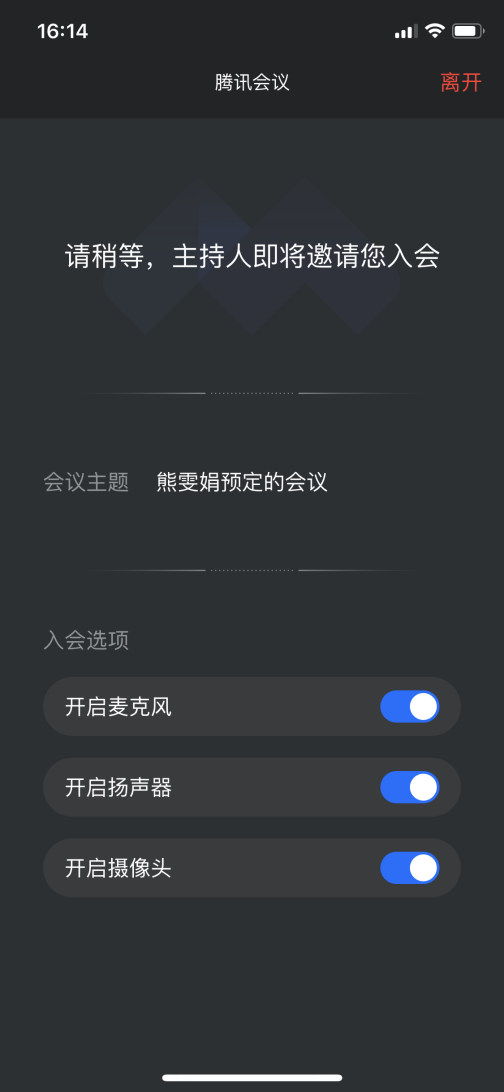 16:14
腾讯会议
离开
请稍等，主持人即将邀请您入会
会议主题 熊雯娟预定的会议
入会选项
开启麦克风
开启扬声器
开启摄像头